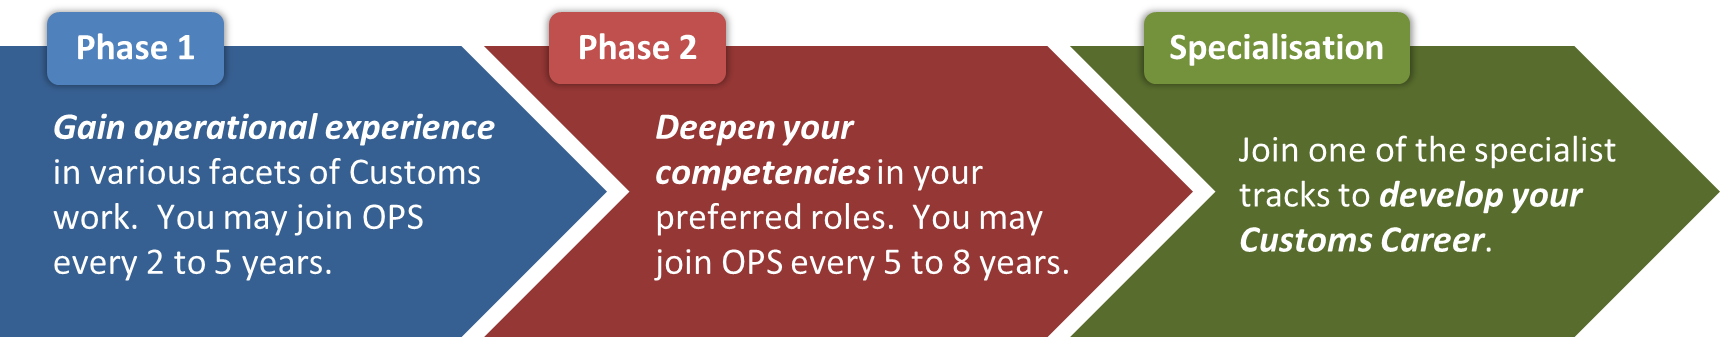 Phase 1
Gain operational experience
in various facets of Customs
work.  You may join OPS
every 2 to 5 years.
Phase 2
Deepen your
competencies in your
preferred roles.  You may
join OPS every 5 to 8 years.
Specialisation
Join one of the specialist
tracks to develop your
Customs Career.